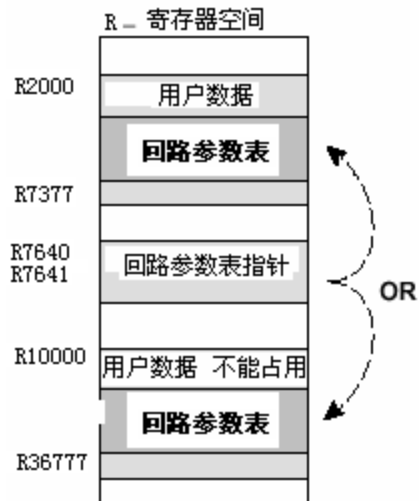 R - 寄存器空间
R2000
用户数据
回路参数表
R7377
R7640
R7641
回路参数表指针
OR
R10000
用户数据 不能占用
回路参数表
R36777